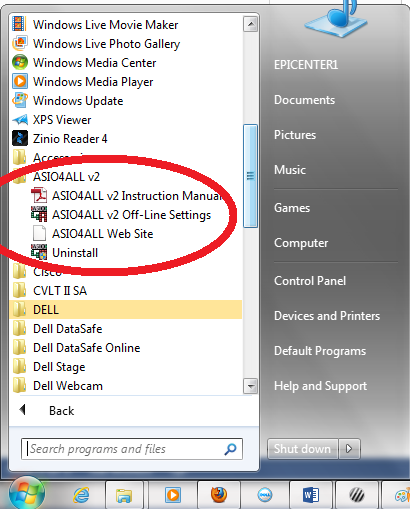 Windows Live Movie Maker
Windows Live Photo Gallery
Windows Media Center
Windows Media Player
Windows Update
XPS Viewer
Zinio Reader 4
ASIO4ALL v2
ASIO4ALL v2 Instruction Manual
ASIO4ALL v2 Off-Line Settings
ASIO4ALL Web Site
Uninstall
Cisco
CVLT II SA
DELL
Dell DataSafe
Dell DataSafe Online
Dell Stage
Dell Webcam
Back
Search programs and files
EPICENTER1
Documents
Pictures
Music
Games
Computer
Control Panel
Devices and Printers
Default Programs
Help and Support
Shut down